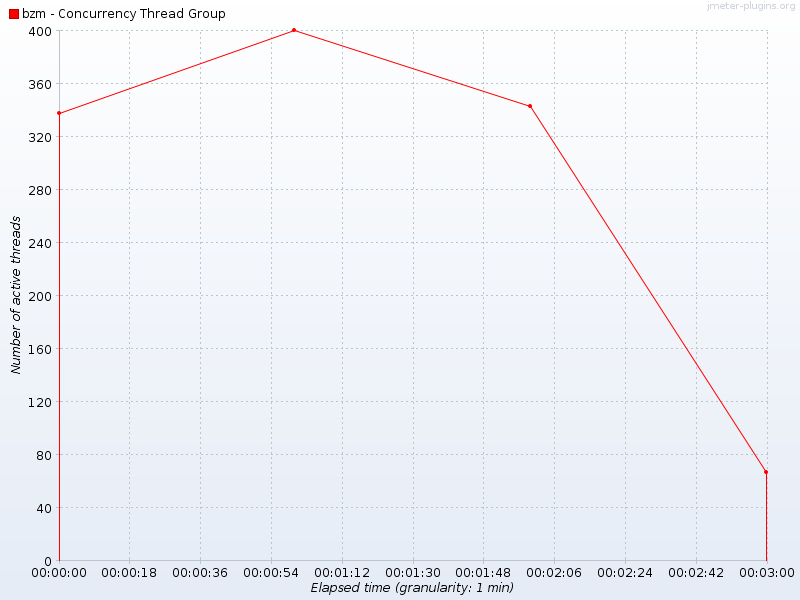 jmeter-plugins.org
bzm - Concurrency Thread Group
400
360
320
280
240
200
160
120
80
40
0
Number of active threads
00:00:00 00:00:18 00:00:36 00:00:54 00:01:12 00:01:30 00:01:48 00:02:06 00:02:24 00:02:42 00:03:00
Elapsed time (granularity: 1 min)